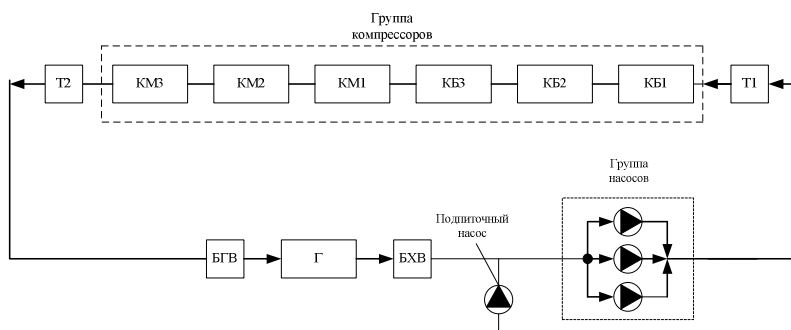 Группа
компрессоров
Т2
КМ3
КМ2
КМ1
КБ3
КБ2
КБ1
Т1
Группа
насосов
Подпиточный
насос
БГВ
Г
БХВ